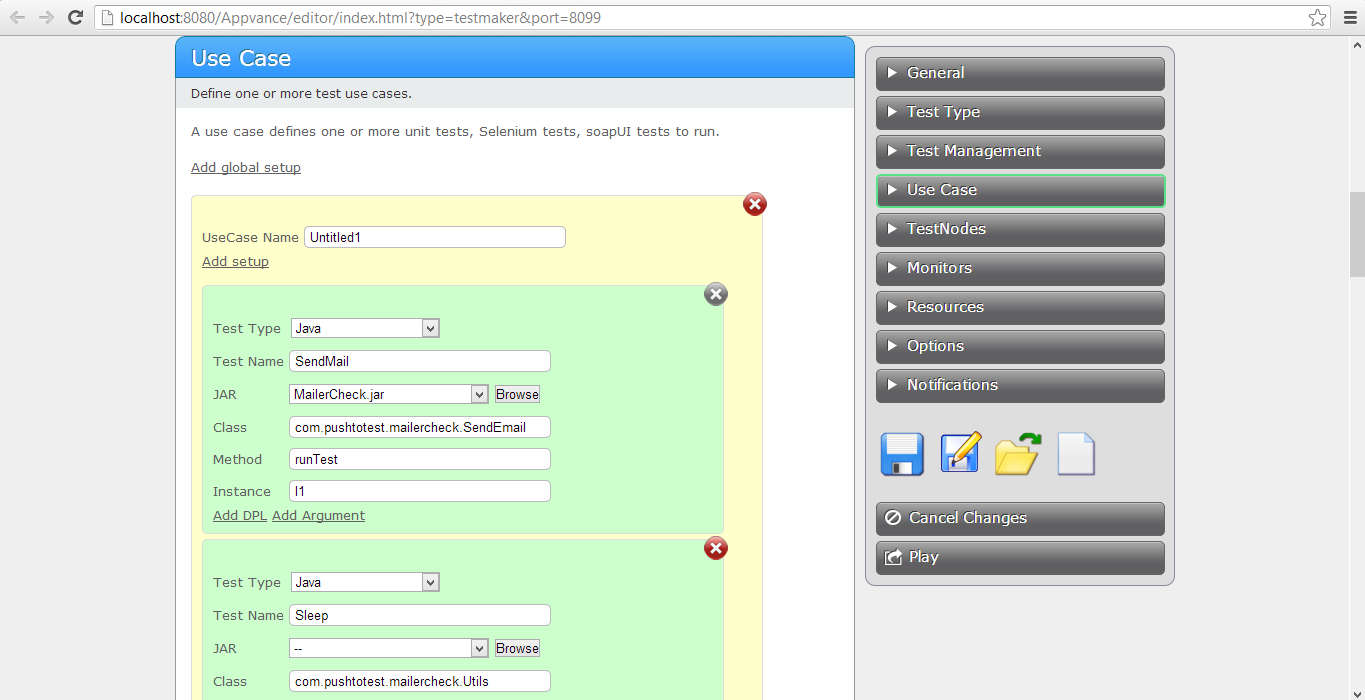 localhost:8080/Appvance/editor/index.html?type=testmaker&port=8099
Use Case
Define one or more test use cases.
A use case defines one or more unit tests, Selenium tests, soapUI tests to run.
Add global setup
UseCase Name Untitled1
Add setup
Test Type Java
Test Name SendMail
JAR MailerCheck.jar Browse
Class com.pushtotest.mailercheck.SendEmail
Method runTest
Instance I1
Add DPL Add Argument
Test Type Java
Test Name Sleep
JAR -- Browse
Class com.pushtotest.mailercheck.Utils
General
Test Type
Test Management
Use Case
TestNodes
Monitors
Resources
Options
Notifications
Cancel Changes
Play